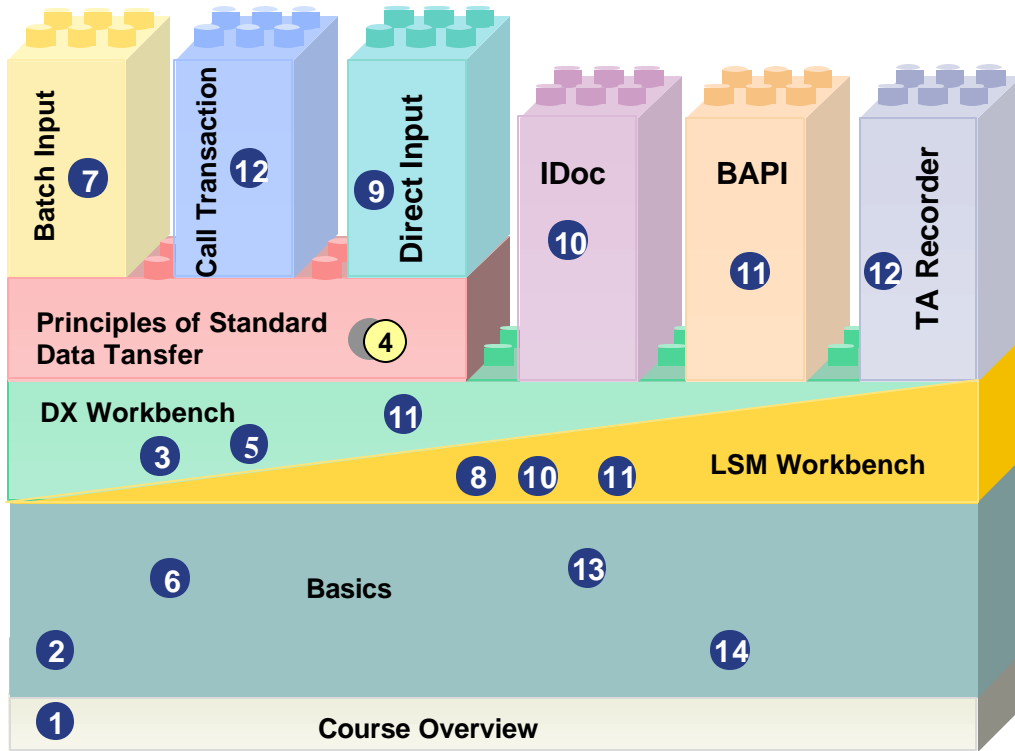 Batch Input
7
Call Transaction
12
Direct Input
9
IDoc
10
BAPI
11
TA Recorder
12
Principles of Standard
Data Tansfer
4
DX Workbench
3
5
11
LSM Workbench
8
10
11
Basics
6
13
2
14
Course Overview
1